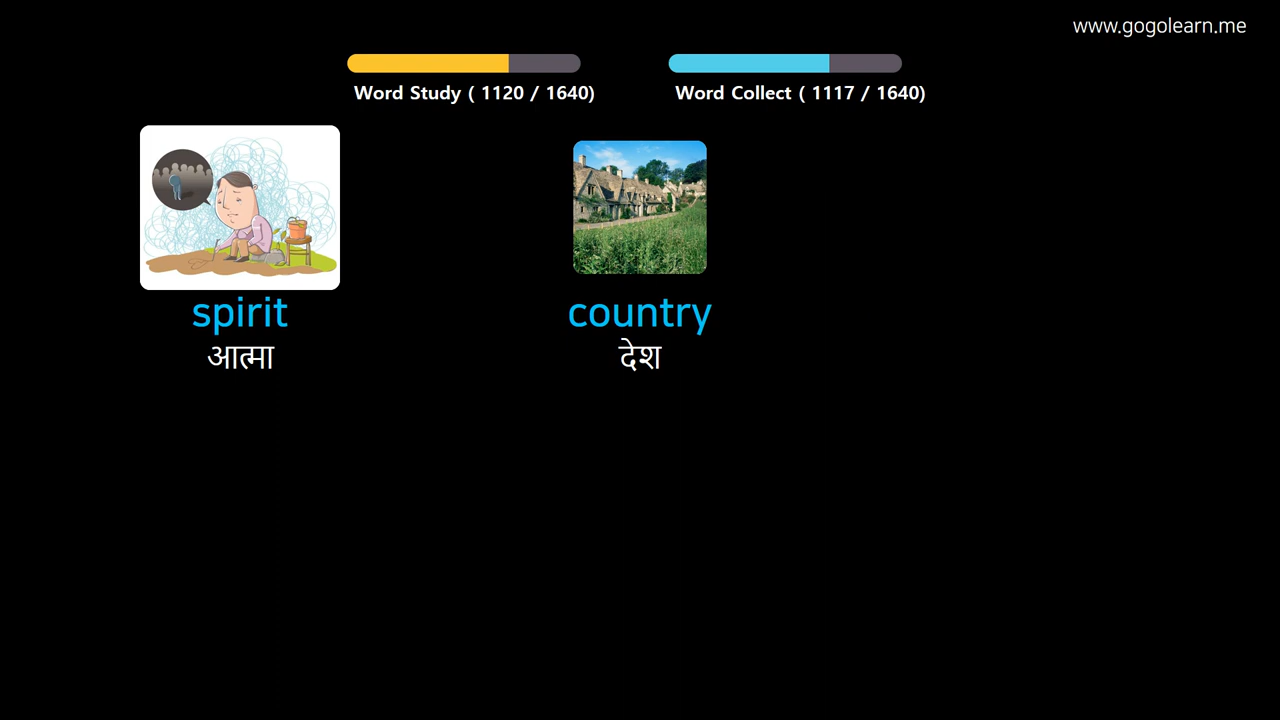 www.gogolearn.me
Word Study ( 1120 / 1640)
Word Collect ( 1117 / 1640)
spirit
आत्मा
country
देश